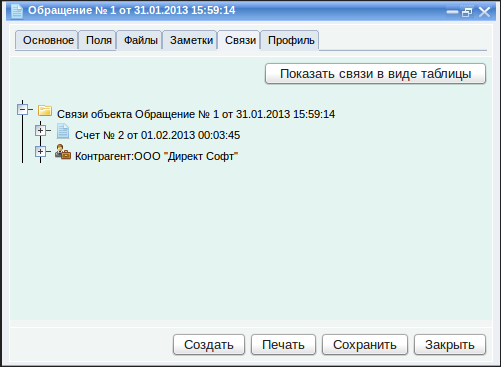 Обращение № 1 от 31.01.2013 15:59:14
Основное Поля Файлы Заметки Связи Профиль
Показать связи в виде таблицы
Связи объекта Обращение № 1 от 31.01.2013 15:59:14
Счет № 2 от 01.02.2013 00:03:45
Контрагент:ООО "Директ Софт"
Создать Печать Сохранить Закрыть